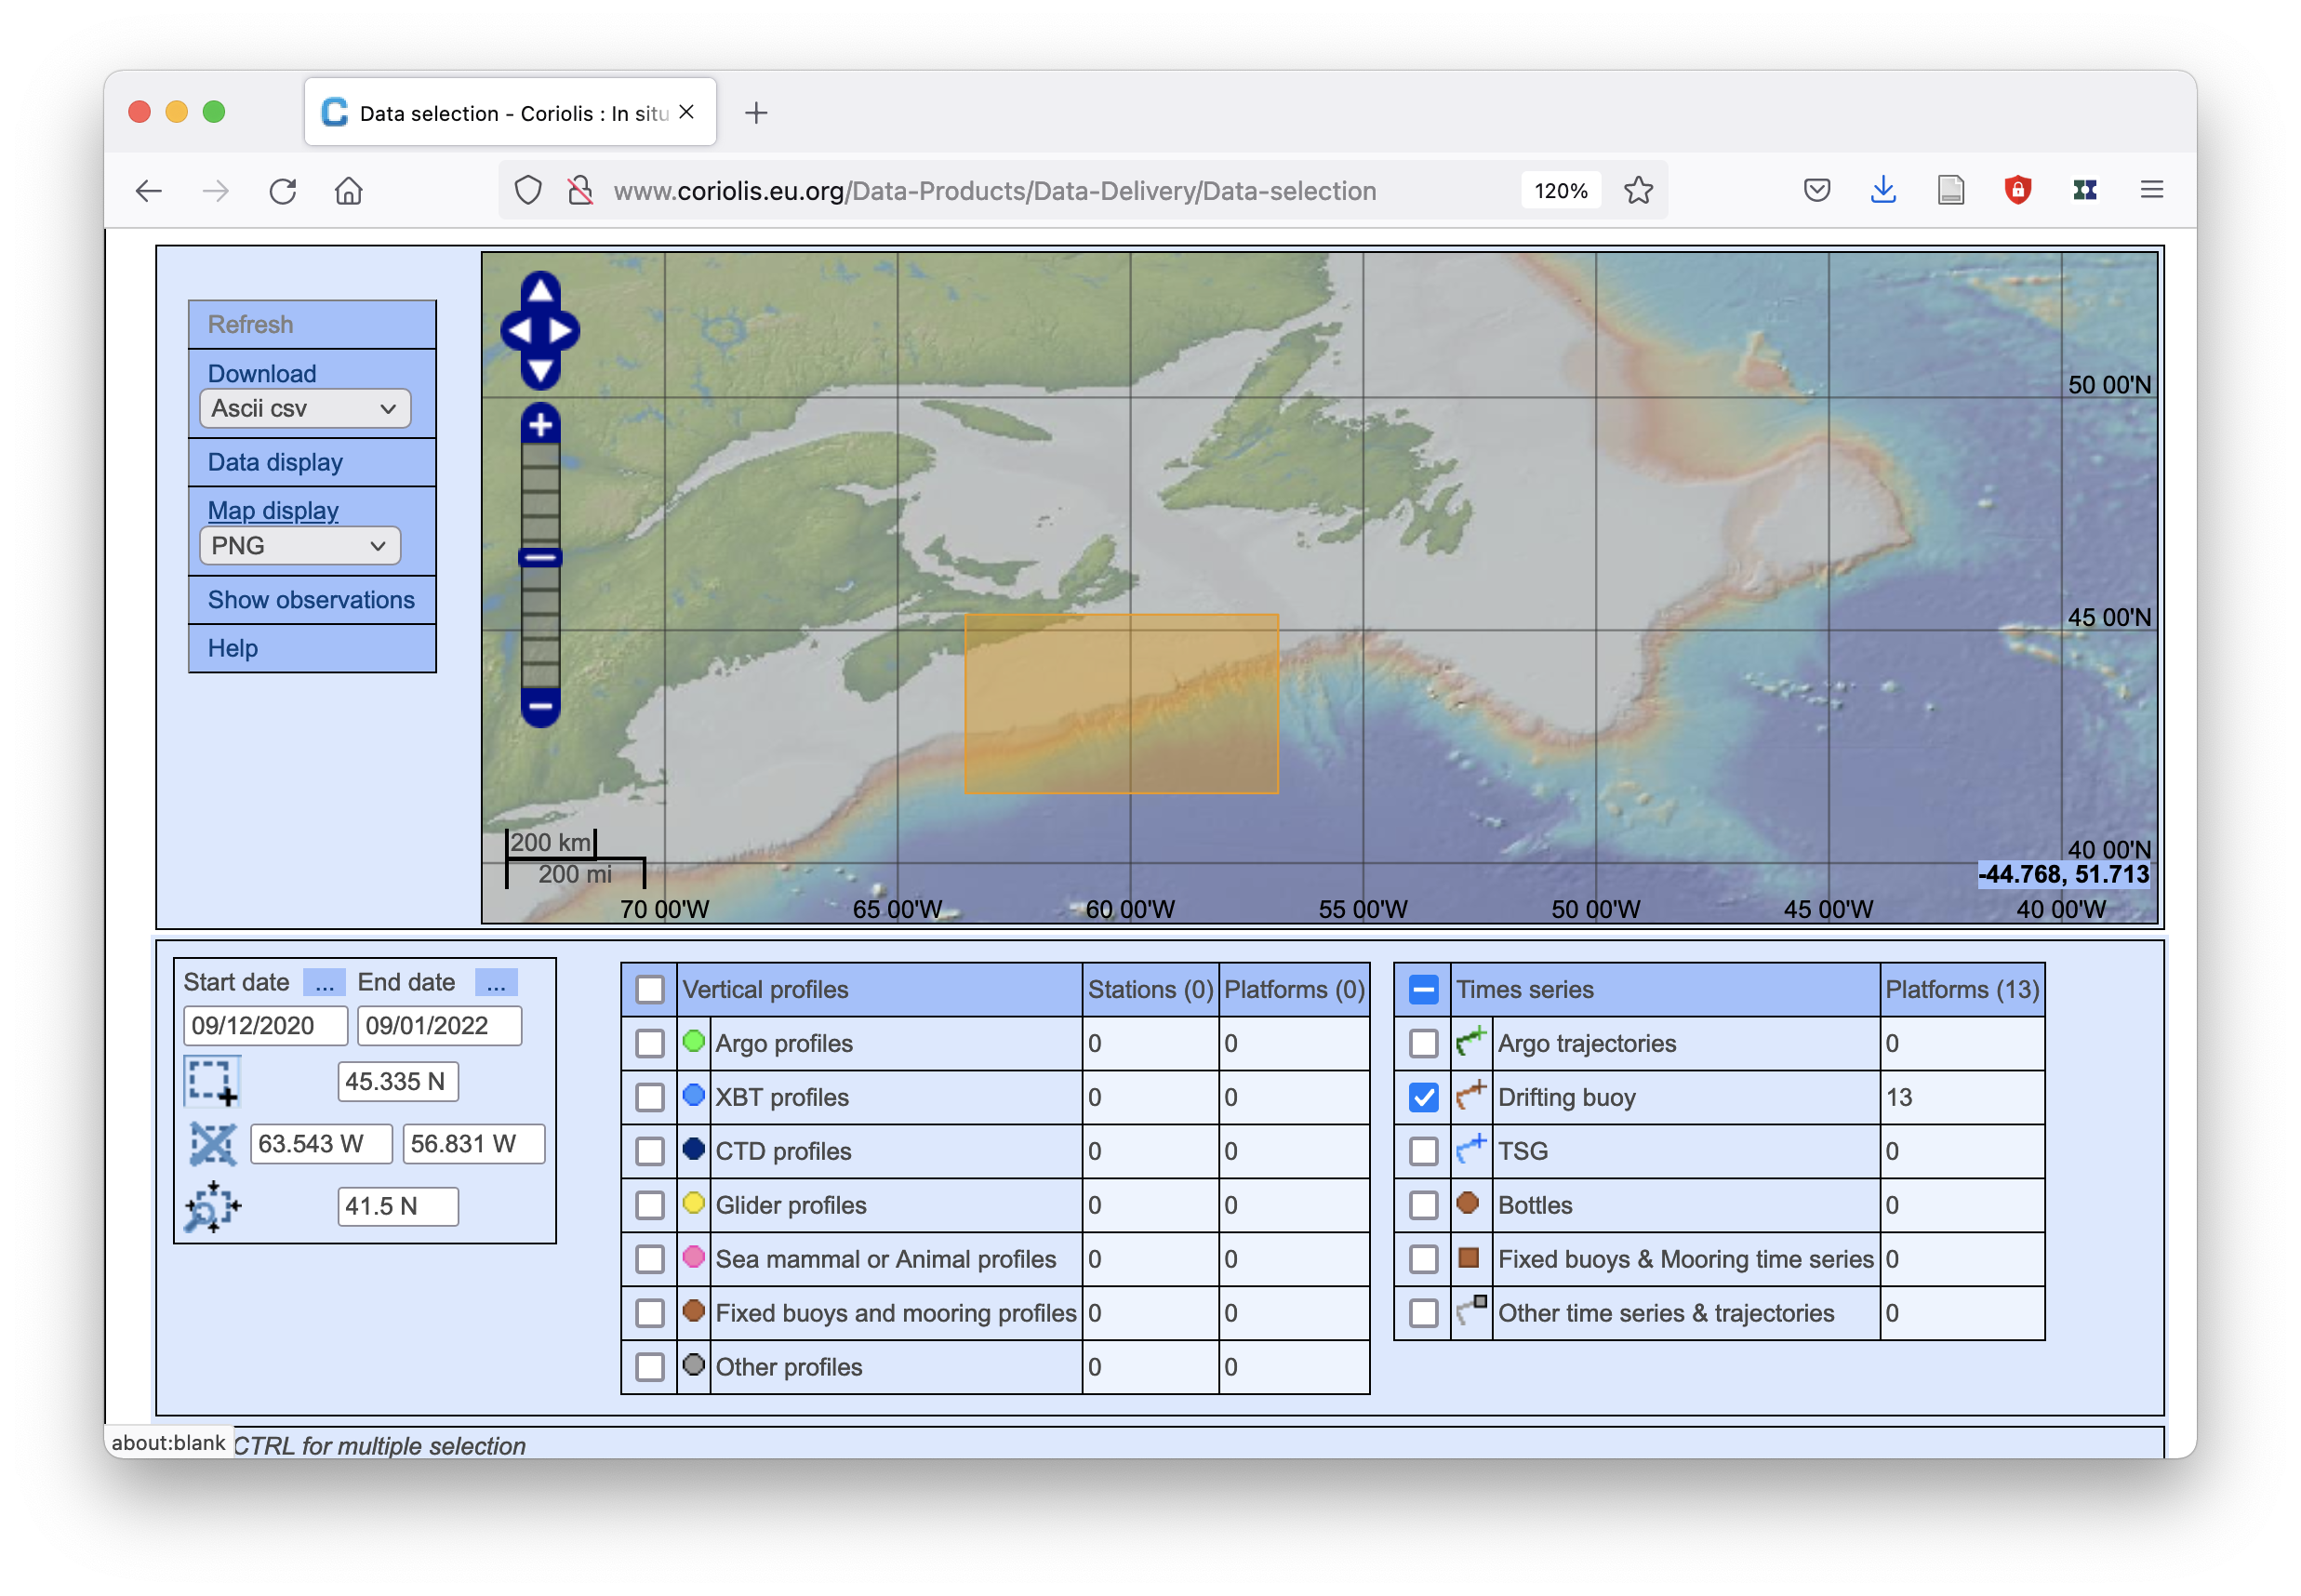 Data selection - Coriolis : In situ
www.coriolis.eu.org/Data-Products/Data-Delivery/Data-selection
120%
Refresh
Download
Ascii csv
Data display
Map display
PNG
Show observations
Help
50 00'N
45 00'N
40 00'N
-44.768, 51.713
200 km
200 mi
70 00'W 65 00'W 60 00'W 55 00'W 50 00'W 45 00'W 40 00'W
Start date ... End date ...
09/12/2020 09/01/2022
45.335 N
63.543 W 56.831 W
41.5 N
Vertical profiles Stations (0) Platforms (0)
Argo profiles 0 0
XBT profiles 0 0
CTD profiles 0 0
Glider profiles 0 0
Sea mammal or Animal profiles 0 0
Fixed buoys and mooring profiles 0 0
Other profiles 0 0
Times series Platforms (13)
Argo trajectories 0
Drifting buoy 13
TSG 0
Bottles 0
Fixed buoys & Mooring time series 0
Other time series & trajectories 0
about:blank
CTRL for multiple selection